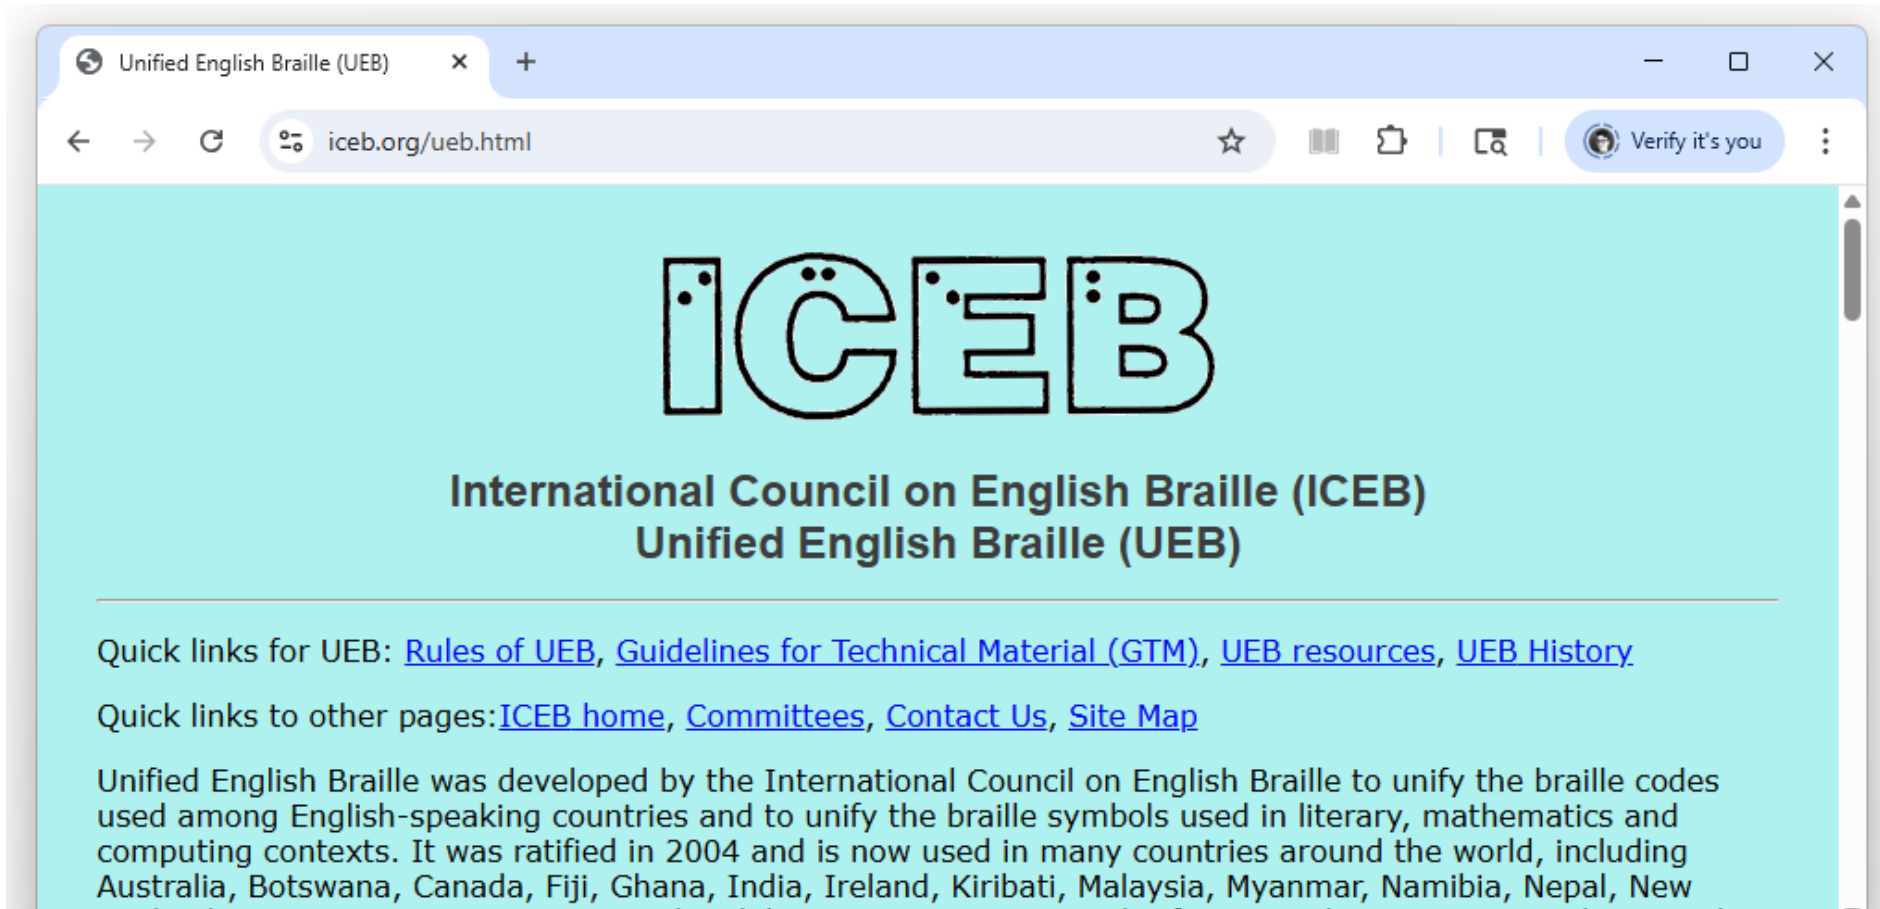 Unified English Braille (UEB)
iceb.org/ueb.html
Verify it's you
ICEB
International Council on English Braille (ICEB)
Unified English Braille (UEB)
Quick links for UEB: Rules of UEB, Guidelines for Technical Material (GTM), UEB resources, UEB History
Quick links to other pages:ICEB home, Committees, Contact Us, Site Map
Unified English Braille was developed by the International Council on English Braille to unify the braille codes
used among English-speaking countries and to unify the braille symbols used in literary, mathematics and
computing contexts. It was ratified in 2004 and is now used in many countries around the world, including
Australia, Botswana, Canada, Fiji, Ghana, India, Ireland, Kiribati, Malaysia, Myanmar, Namibia, Nepal, New